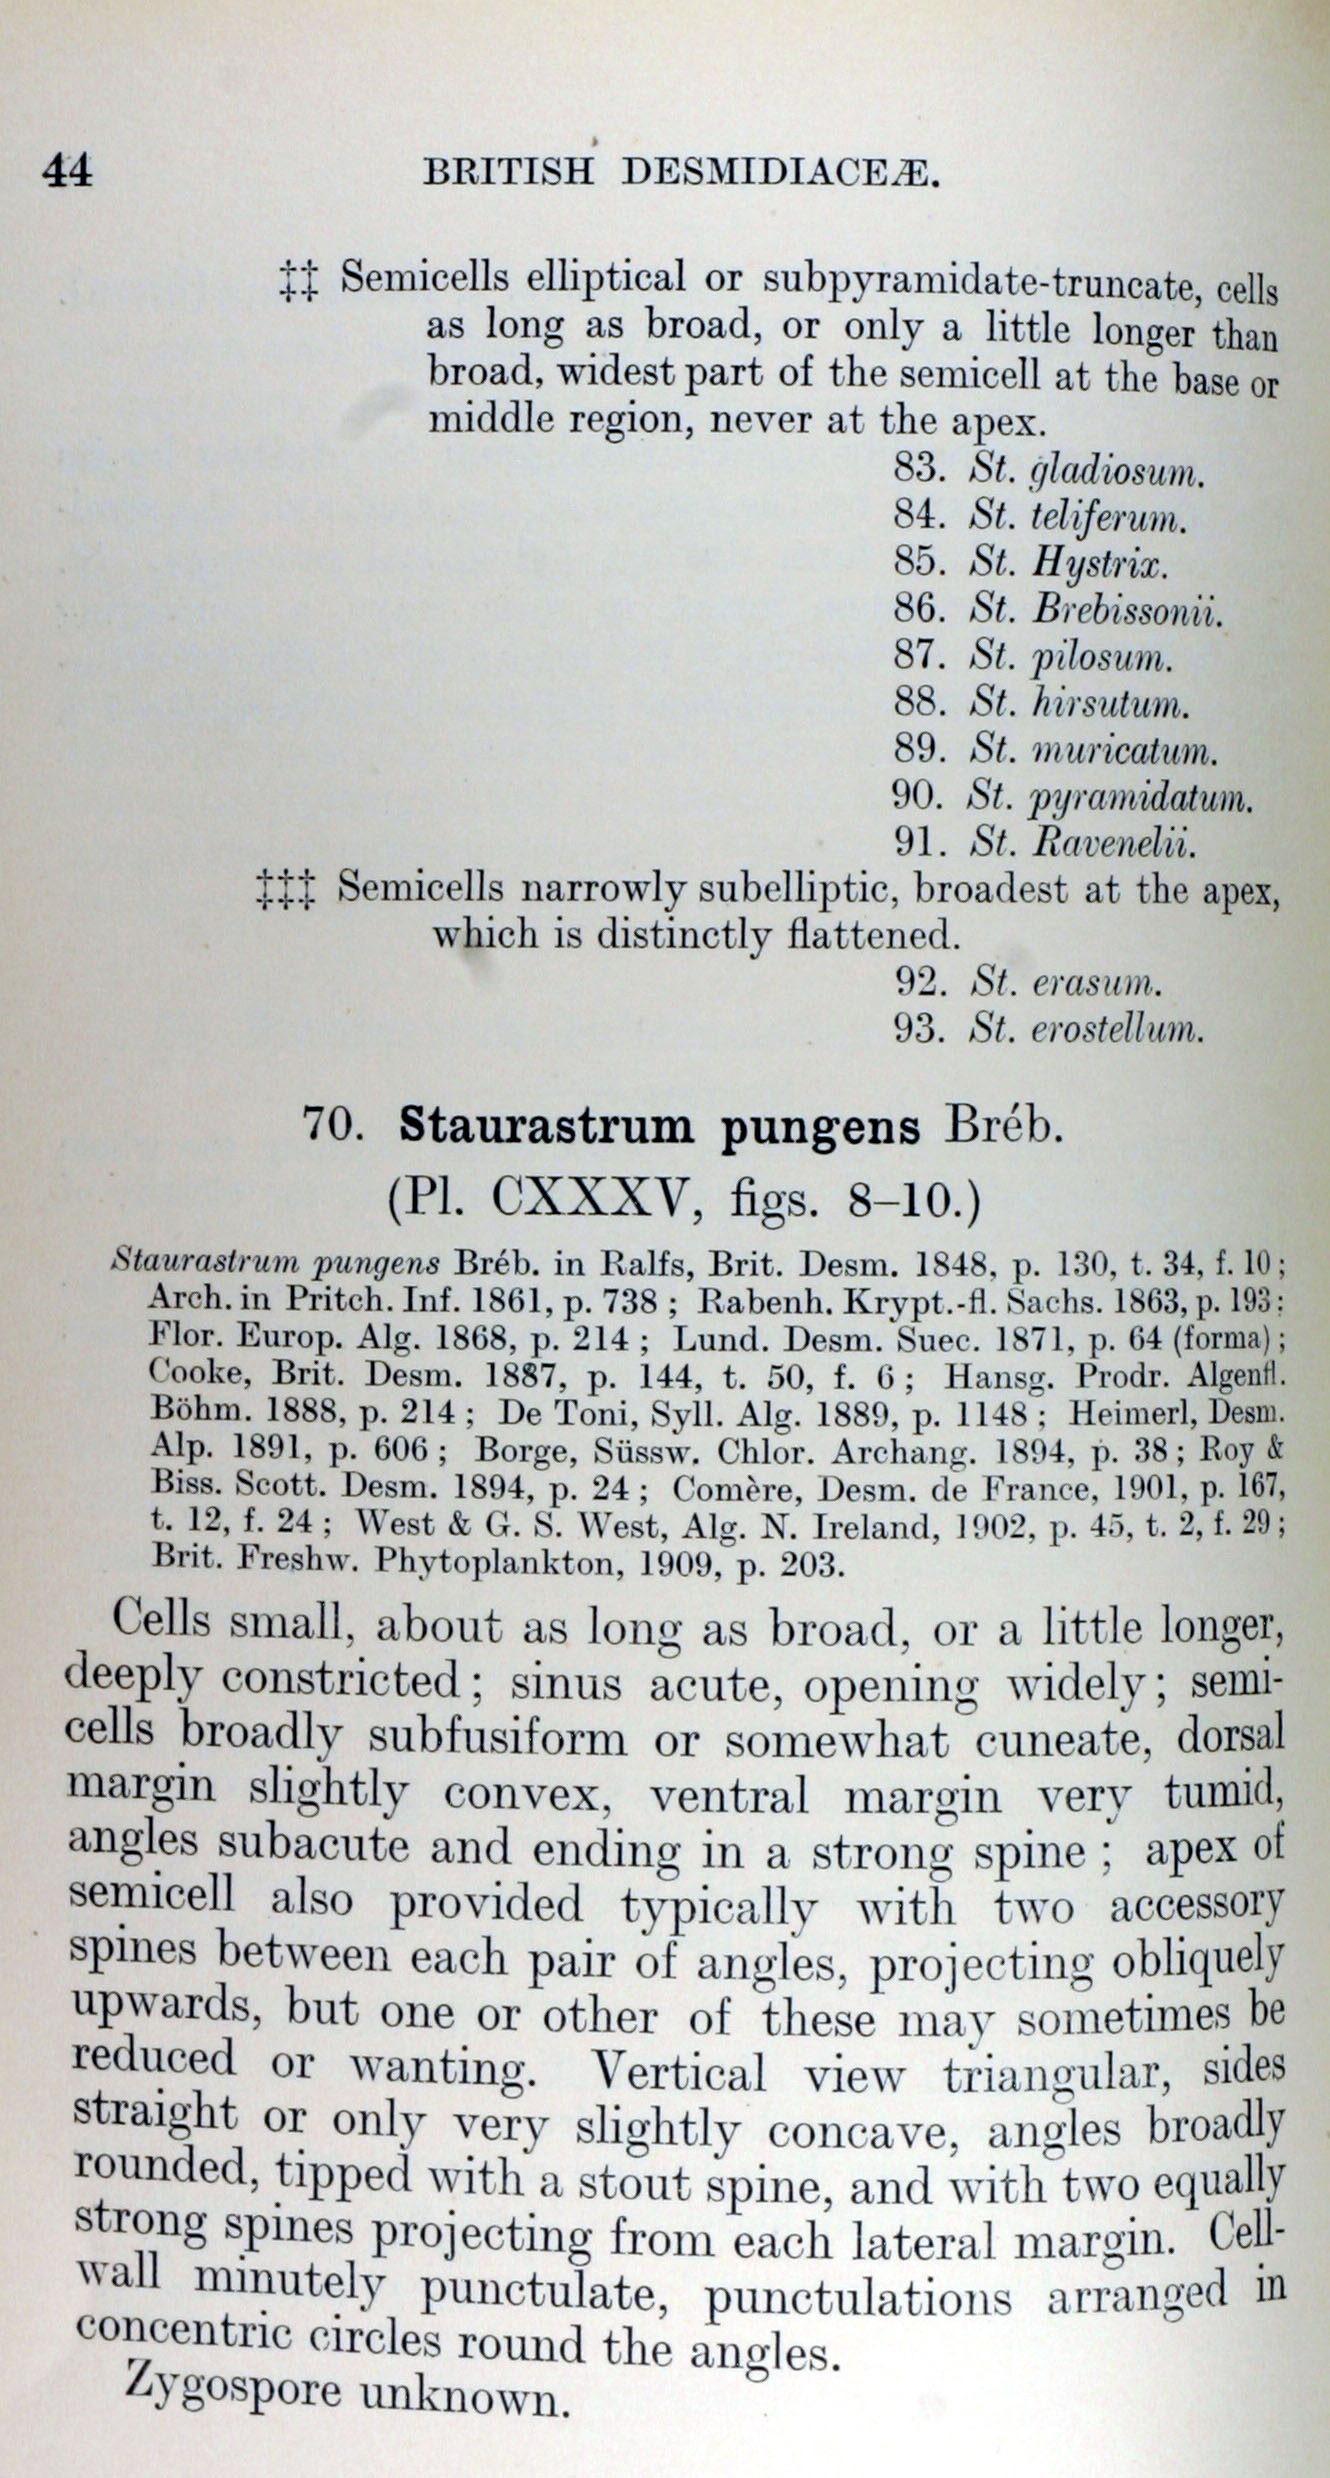 44
BRITISH DESMIDIACEÆ.
‡‡ Semicells elliptical or subpyramidate-truncate, cells
as long as broad, or only a little longer than
broad, widest part of the semicell at the base or
middle region, never at the apex.
83. St. gladiosum.
84. St. teliferum.
85. St. Hystrix.
86. St. Brebissonii.
87. St. pilosum.
88. St. hirsutum.
89. St. muricatum.
90. St. pyramidatum.
91. St. Ravenelii.
‡‡‡ Semicells narrowly subelliptic, broadest at the apex,
which is distinctly flattened.
92. St. erasum.
93. St. erostellum.
70. Staurastrum pungens Bréb.
(Pl. CXXXV, figs. 8–10.)
Staurastrum pungens Bréb. in Ralfs, Brit. Desm. 1848, p. 130, t. 34, f. 10;
Arch. in Pritch. Inf. 1861, p. 738; Rabenh. Krypt.-fl. Sachs. 1863, p. 193;
Flor. Europ. Alg. 1868, p. 214; Lund. Desm. Suec. 1871, p. 64 (forma);
Cooke, Brit. Desm. 1887, p. 144, t. 50, f. 6; Hansg. Prodr. Algenfl.
Böhm. 1888, p. 214; De Toni, Syll. Alg. 1889, p. 1148; Heimerl, Desm.
Alp. 1891, p. 606; Borge, Süssw. Chlor. Archang. 1894, p. 38; Roy &
Biss. Scott. Desm. 1894, p. 24; Comère, Desm. de France, 1901, p. 167,
t. 12, f. 24; West & G. S. West, Alg. N. Ireland, 1902, p. 45, t. 2, f. 29;
Brit. Freshw. Phytoplankton, 1909, p. 203.
Cells small, about as long as broad, or a little longer,
deeply constricted; sinus acute, opening widely; semi-
cells broadly subfusiform or somewhat cuneate, dorsal
margin slightly convex, ventral margin very tumid,
angles subacute and ending in a strong spine; apex of
semicell also provided typically with two accessory
spines between each pair of angles, projecting obliquely
upwards, but one or other of these may sometimes be
reduced or wanting. Vertical view triangular, sides
straight or only very slightly concave, angles broadly
rounded, tipped with a stout spine, and with two equally
strong spines projecting from each lateral margin. Cell-
wall minutely punctulate, punctulations arranged in
concentric circles round the angles.
Zygospore unknown.